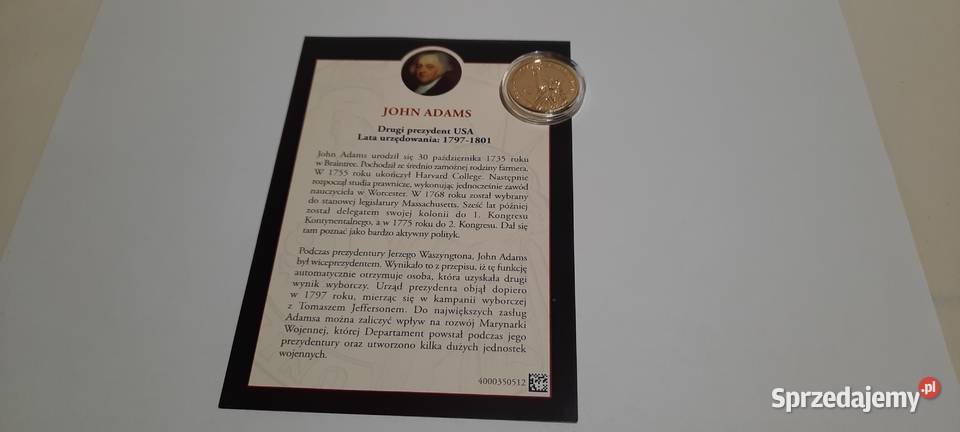 JOHN ADAMS
Drugi prezydent USA
Lata urzędowania: 1797-1801
John Adams urodził się 30 października 1735 roku
w Braintree. Pochodził ze średnio zamożnej rodziny farmera.
W 1755 roku ukończył Harvard College. Następnie
rozpoczął studia prawnicze, wykonując jednocześnie zawód
nauczyciela w Worcester. W 1768 roku został wybrany
do stanowej legislatury Massachusetts. Sześć lat później
został delegatem swojej kolonii do 1. Kongresu
Kontynentalnego, a w 1775 roku do 2. Kongresu. Dał się
tam poznać jako bardzo aktywny polityk.
Podczas prezydentury Jerzego Waszyngtona, John Adams
był wiceprezydentem. Wynikało to z przepisu, iż tę funkcję
automatycznie otrzymuje osoba, która uzyskała drugi
wynik wyborczy. Urząd prezydenta objął dopiero
w 1797 roku, mierząc się w kampanii wyborczej
z Tomaszem Jeffersonem. Do największych zasług
Adamsa można zaliczyć wpływ na rozwój Marynarki
Wojennej, której Departament powstał podczas jego
prezydentury oraz utworzono kilka dużych jednostek
wojennych.
4000350512
Sprzedajemy.pl